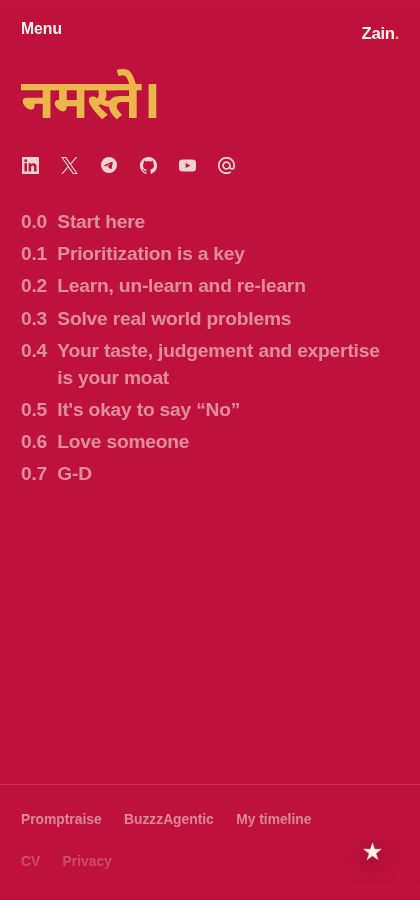 Menu
Zain.
नमस्ते।
0.0 Start here
0.1 Prioritization is a key
0.2 Learn, un-learn and re-learn
0.3 Solve real world problems
0.4 Your taste, judgement and expertise
is your moat
0.5 It's okay to say “No”
0.6 Love someone
0.7 G-D
Promptraise BuzzzAgentic My timeline
CV Privacy